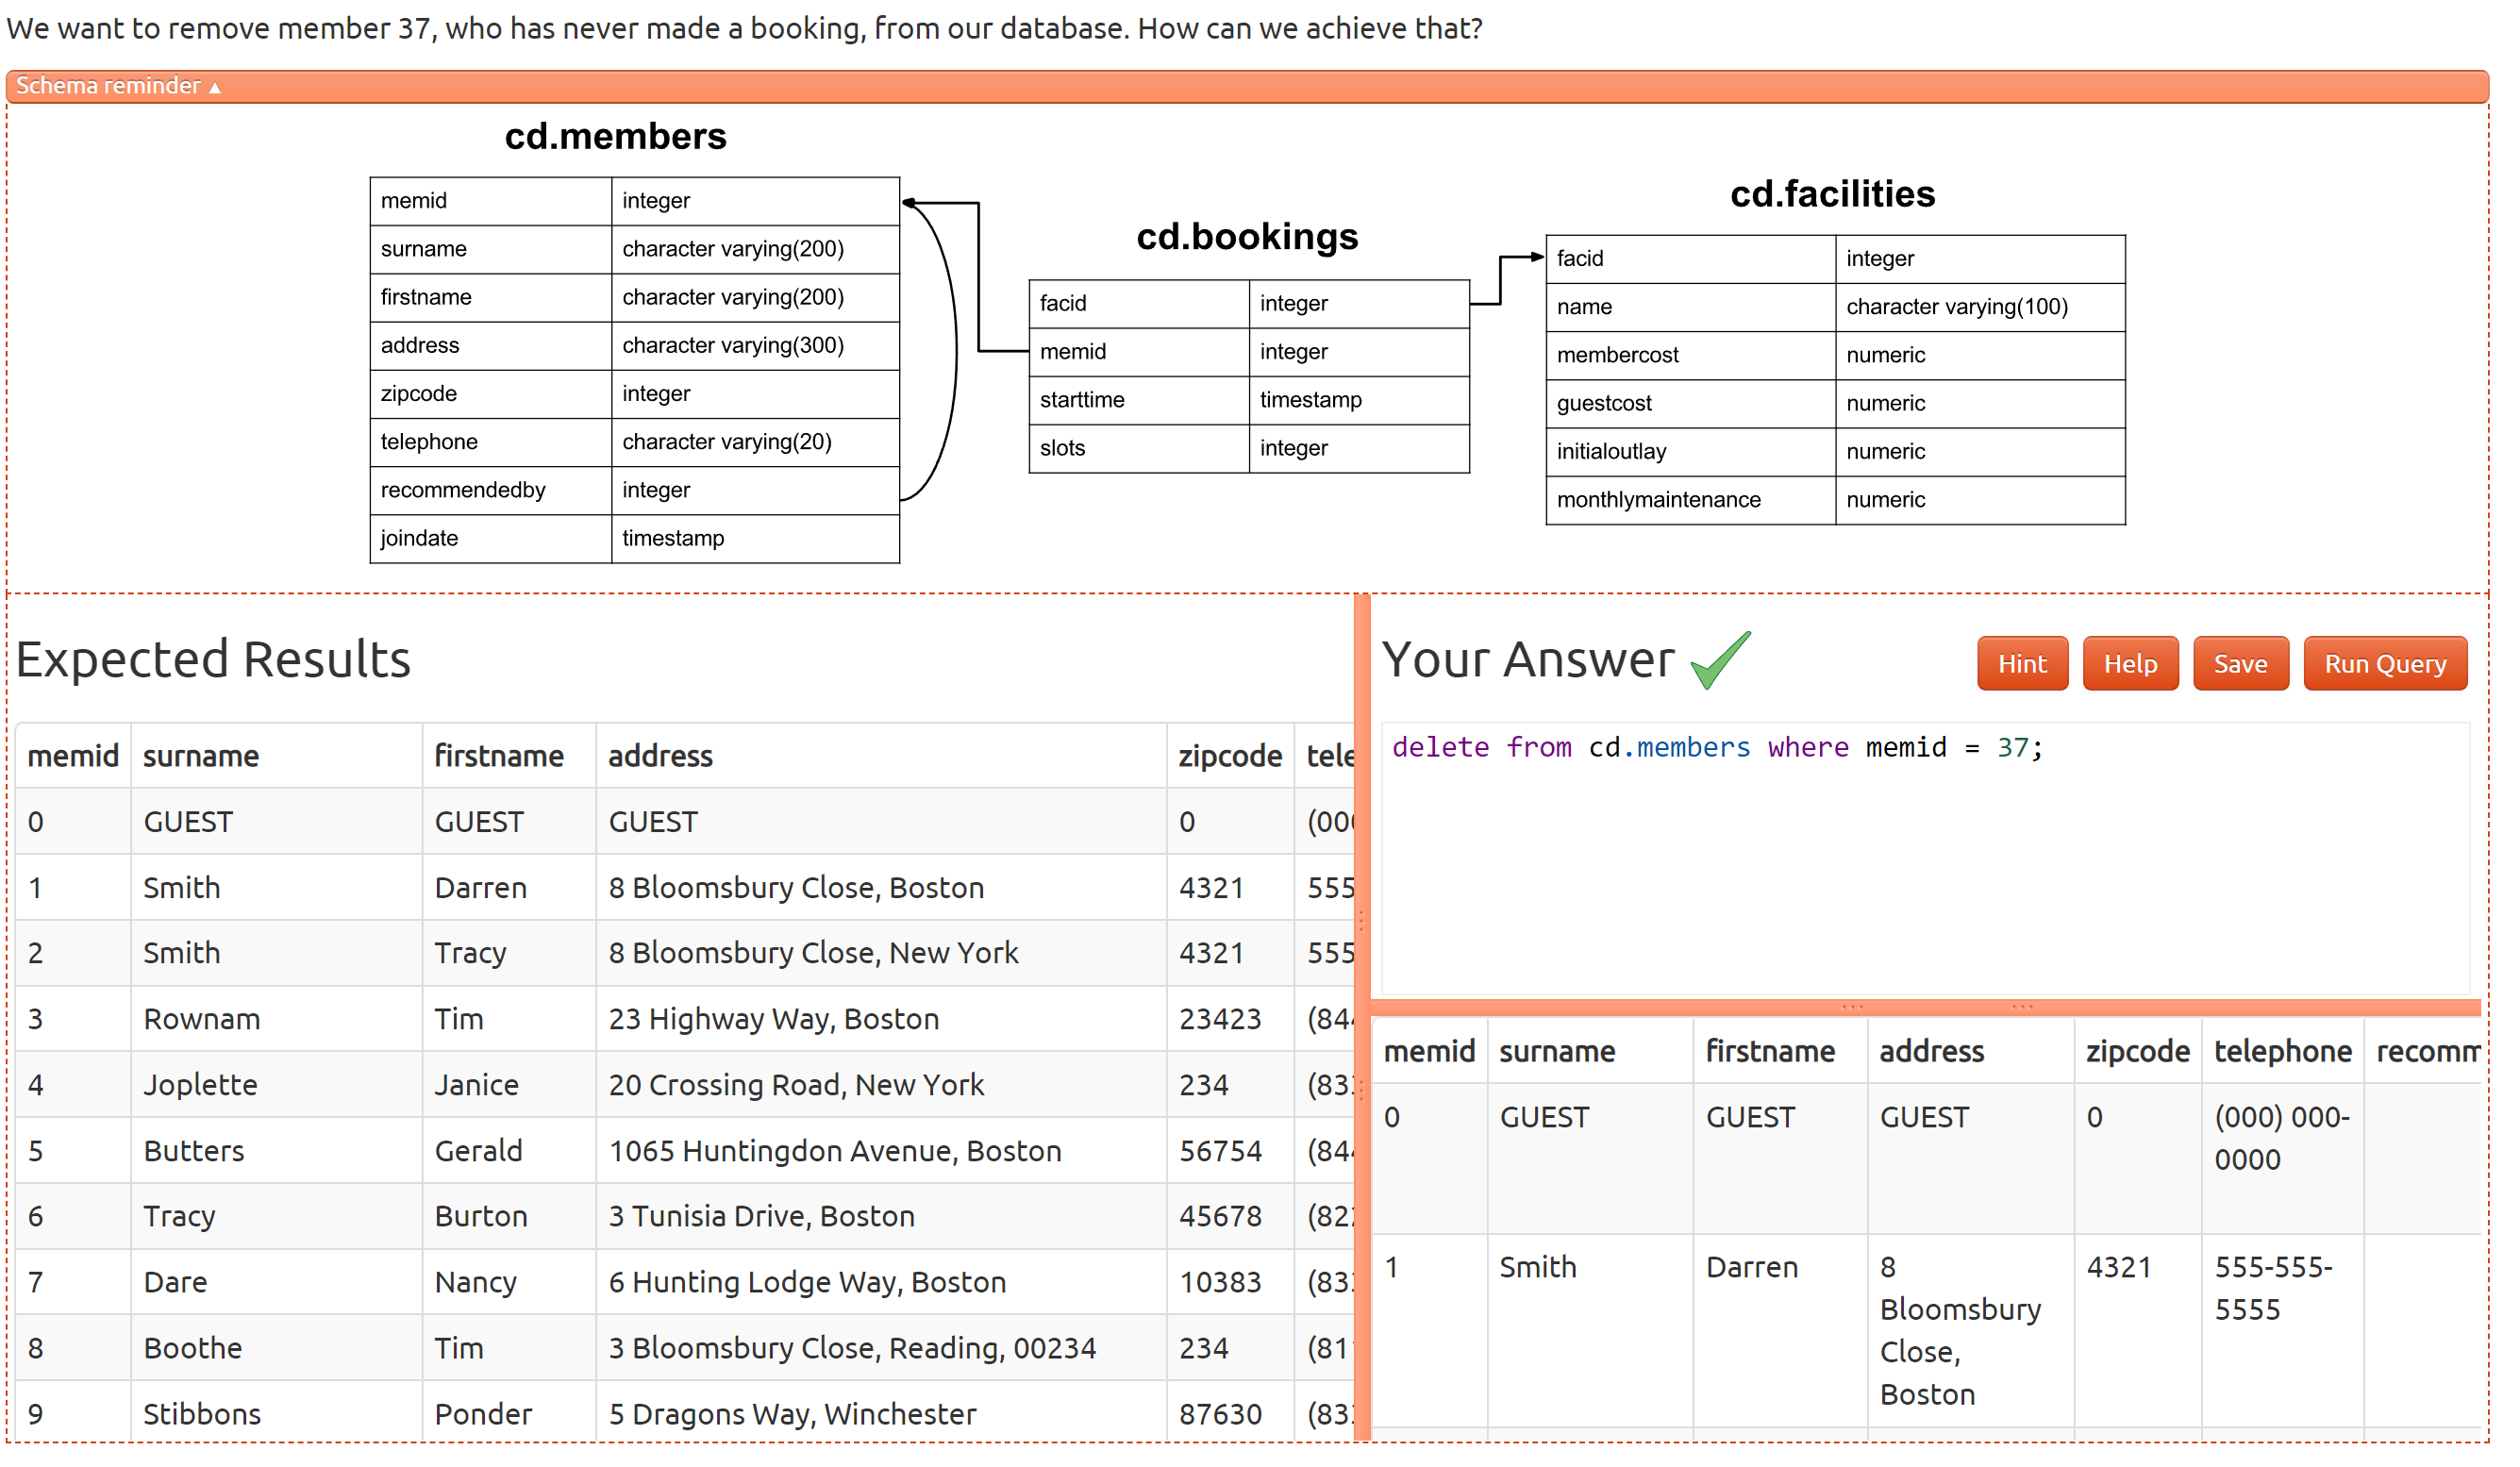 We want to remove member 37, who has never made a booking, from our database. How can we achieve that?
Schema reminder ▲
cd.members
memid integer
surname character varying(200)
firstname character varying(200)
address character varying(300)
zipcode integer
telephone character varying(20)
recommendedby integer
joindate timestamp
cd.bookings
facid integer
memid integer
starttime timestamp
slots integer
cd.facilities
facid integer
name character varying(100)
membercost numeric
guestcost numeric
initialoutlay numeric
monthlymaintenance numeric
Expected Results
memid surname firstname address zipcode tele
0 GUEST GUEST GUEST 0 (000
1 Smith Darren 8 Bloomsbury Close, Boston 4321 555
2 Smith Tracy 8 Bloomsbury Close, New York 4321 555
3 Rownam Tim 23 Highway Way, Boston 23423 (844
4 Joplette Janice 20 Crossing Road, New York 234 (833
5 Butters Gerald 1065 Huntingdon Avenue, Boston 56754 (844
6 Tracy Burton 3 Tunisia Drive, Boston 45678 (822
7 Dare Nancy 6 Hunting Lodge Way, Boston 10383 (833
8 Boothe Tim 3 Bloomsbury Close, Reading, 00234 234 (811
9 Stibbons Ponder 5 Dragons Way, Winchester 87630 (833
Your Answer
Hint Help Save Run Query
delete from cd.members where memid = 37;
memid surname firstname address zipcode telephone recomm
0 GUEST GUEST GUEST 0 (000) 000-
0000
1 Smith Darren 8 4321 555-555-
Bloomsbury 5555
Close,
Boston